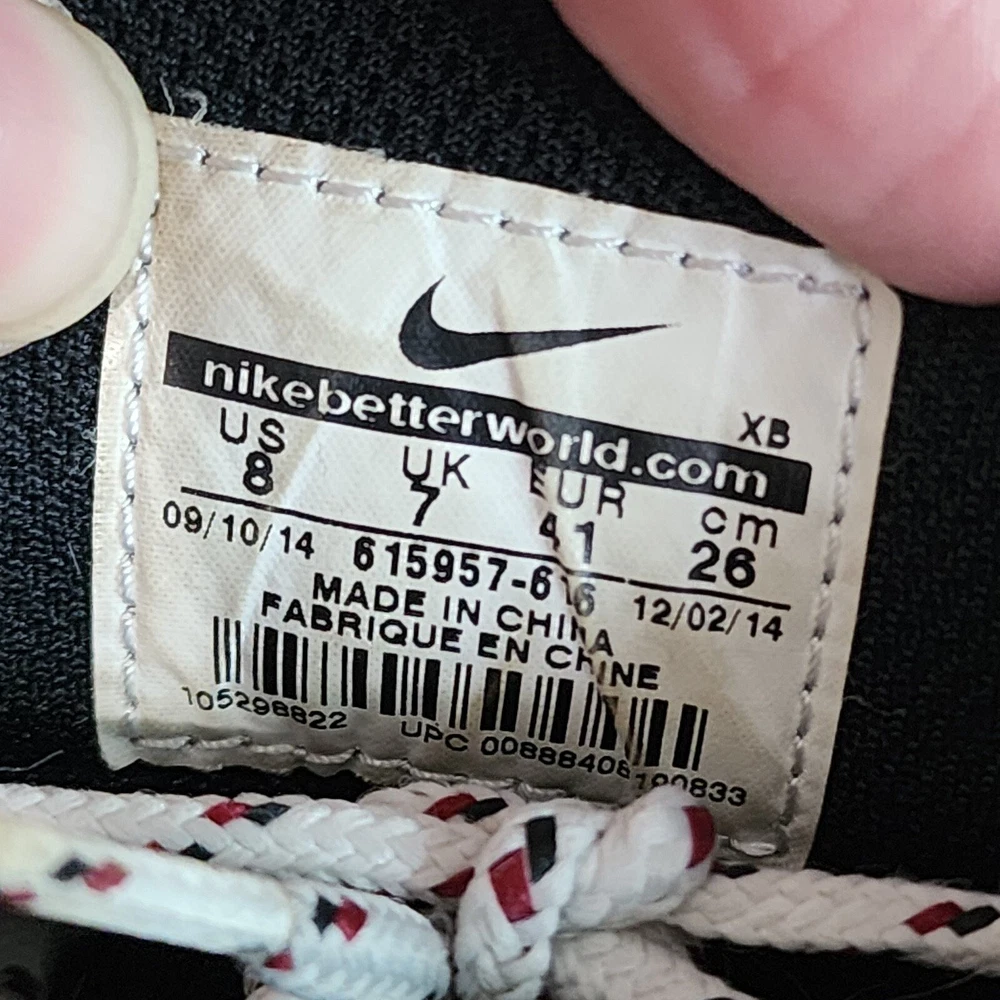 XB
nikebetterworld.com
US UK EUR cm
8 7 41 26
09/10/14 615957-616 12/02/14
MADE IN CHINA
FABRIQUE EN CHINE
105298822 UPC 00888408190833